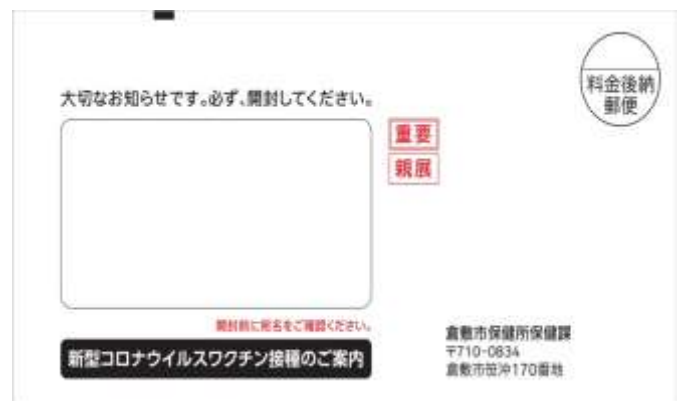 料金後納
郵便
大切なお知らせです。必ず、開封してください。
重要
親展
開封前に宛名をご確認ください。
新型コロナウイルスワクチン接種のご案内
倉敷市保健所保健課
〒710-0834
倉敷市笹沖170番地